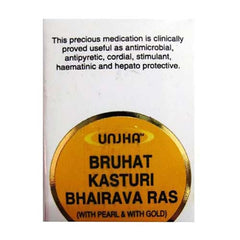 This precious medication is clinically
proved useful as antimicrobial,
antipyretic, cordial, stimulant,
haematinic and hepato protective.
UNJHA
BRUHAT
KASTURI
BHAIRAVA RAS
(WITH PEARL & WITH GOLD)